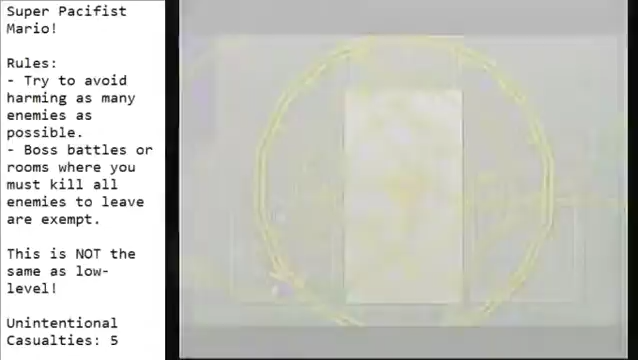 Super Pacifist
Mario!
Rules:
- Try to avoid
harming as many
enemies as
possible.
- Boss battles or
rooms where you
must kill all
enemies to leave
are exempt.
This is NOT the
same as low-
level!
Unintentional
Casualties: 5